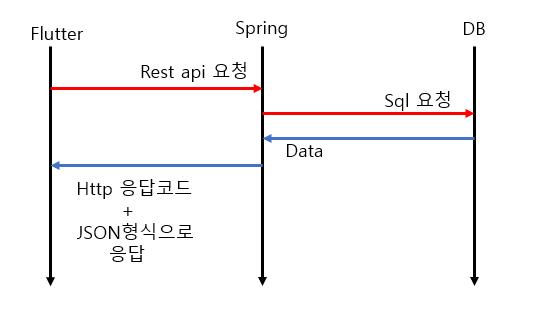 Flutter
Spring
DB
Rest api 요청
Sql 요청
Data
Http 응답코드
+
JSON형식으로
응답